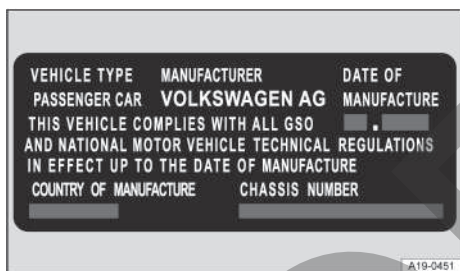 VEHICLE TYPE MANUFACTURER DATE OF
PASSENGER CAR VOLKSWAGEN AG MANUFACTURE
THIS VEHICLE COMPLIES WITH ALL GSO .
AND NATIONAL MOTOR VEHICLE TECHNICAL REGULATIONS
IN EFFECT UP TO THE DATE OF MANUFACTURE
COUNTRY OF MANUFACTURE CHASSIS NUMBER
A19-0451